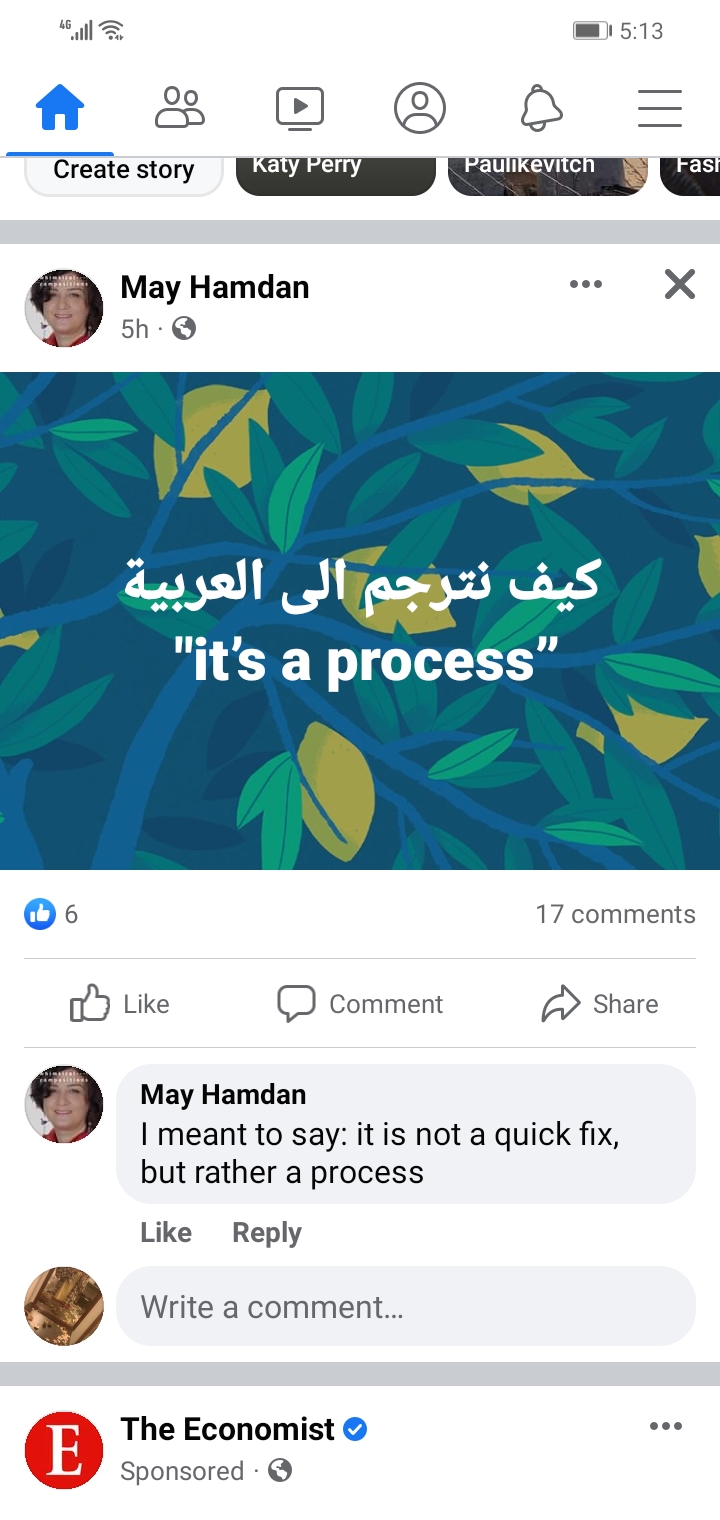 4G 5:13
Create story Katy Perry Paulikevitch Fash
May Hamdan
5h ·
كيف نترجم الى العربية
"it’s a process”
6 17 comments
Like Comment Share
May Hamdan
I meant to say: it is not a quick fix,
but rather a process
Like Reply
Write a comment...
The Economist
Sponsored ·